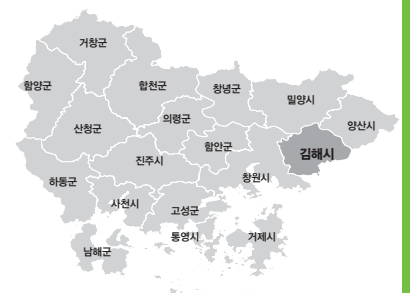 거창군
함양군
합천군
창녕군
밀양시
양산시
의령군
산청군
함안군
김해시
진주시
하동군
창원시
사천시
고성군
통영시
거제시
남해군